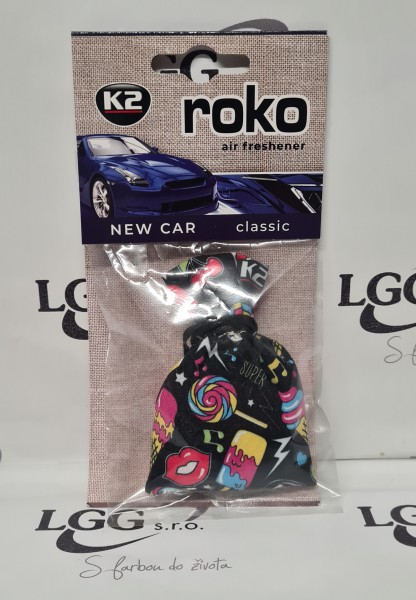 K2
roko
air freshener
NEW CAR classic
K2
SUPER
LGG
LGG
S f
LGG s.r.o.
S farbou do života